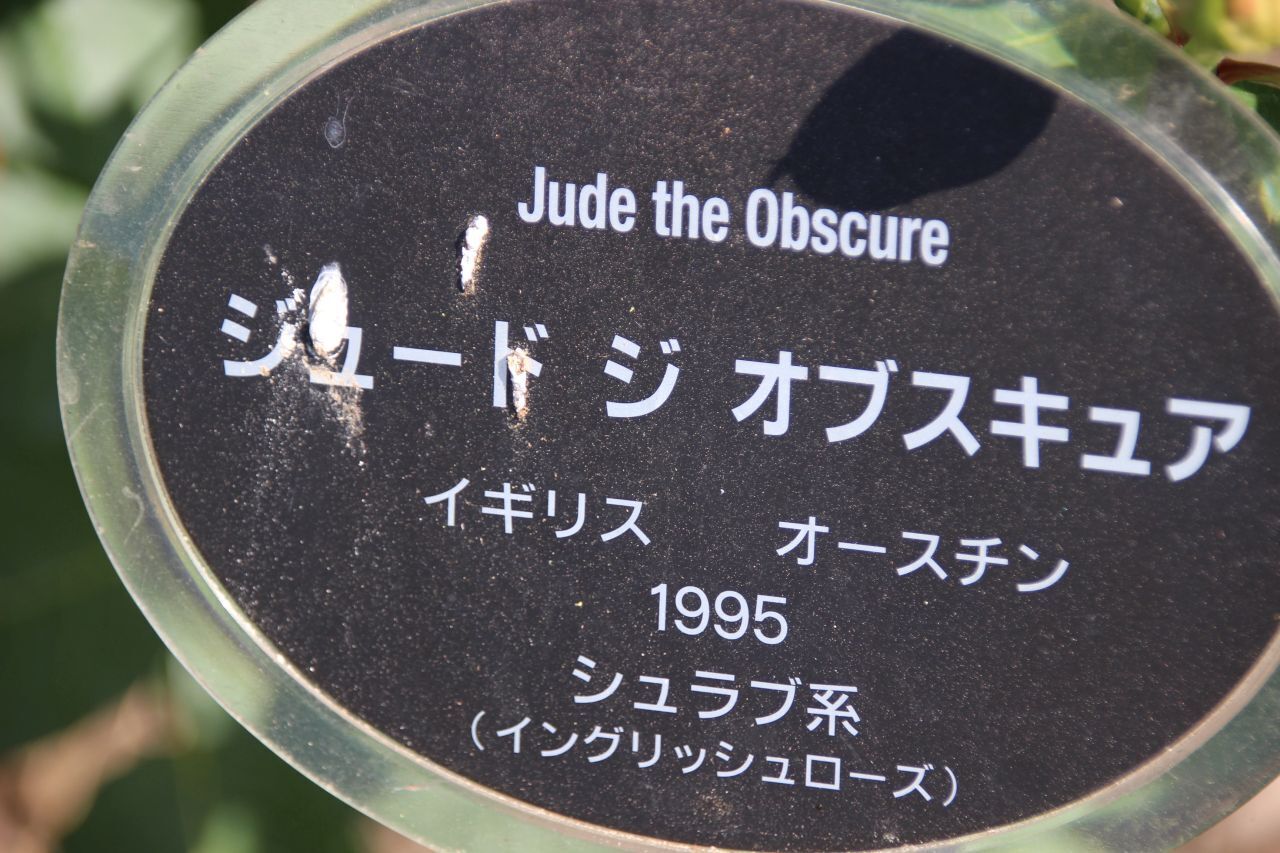 Jude the Obscure
ジュード ジ オブスキュア
イギリス　オースチン
1995
シュラブ系
（イングリッシュローズ）